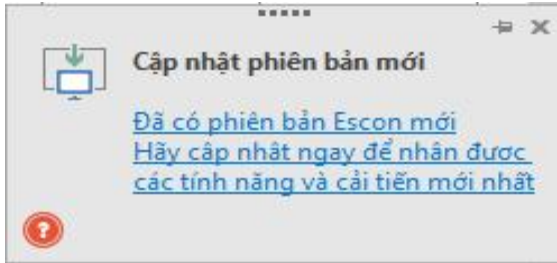 Cập nhật phiên bản mới
Đã có phiên bản Escon mới
Hãy cập nhật ngay để nhận được
các tính năng và cải tiến mới nhất
?